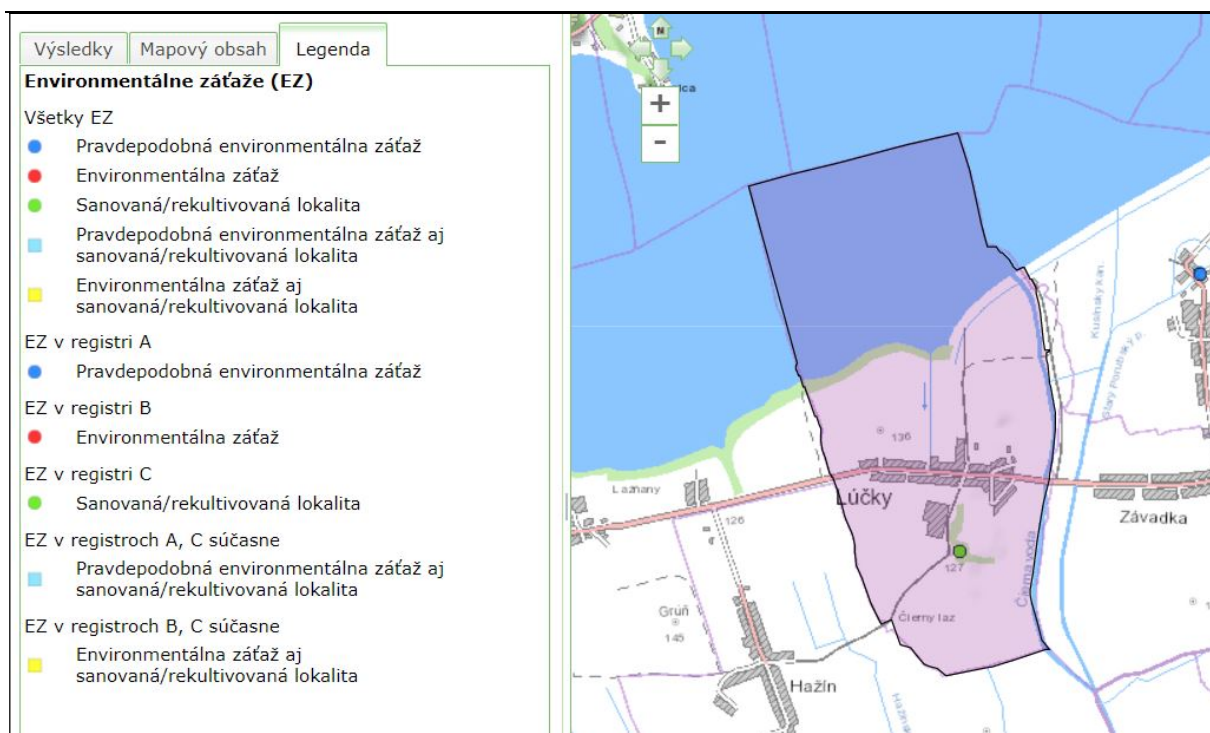 Výsledky
Mapový obsah
Legenda
Environmentálne záťaže (EZ)
Všetky EZ
Pravdepodobná environmentálna záťaž
Environmentálna záťaž
Sanovaná/rekultivovaná lokalita
Pravdepodobná environmentálna záťaž aj
sanovaná/rekultivovaná lokalita
Environmentálna záťaž aj
sanovaná/rekultivovaná lokalita
EZ v registri A
Pravdepodobná environmentálna záťaž
EZ v registri B
Environmentálna záťaž
EZ v registri C
Sanovaná/rekultivovaná lokalita
EZ v registroch A, C súčasne
Pravdepodobná environmentálna záťaž aj
sanovaná/rekultivovaná lokalita
EZ v registroch B, C súčasne
Environmentálna záťaž aj
sanovaná/rekultivovaná lokalita
N
+
-
Kusínsky kan.
Starý Porubský p.
136
Lažňany
Lúčky
126
Závadka
127
Čierna voda
Gruň
145
Čierny laz
Hažín